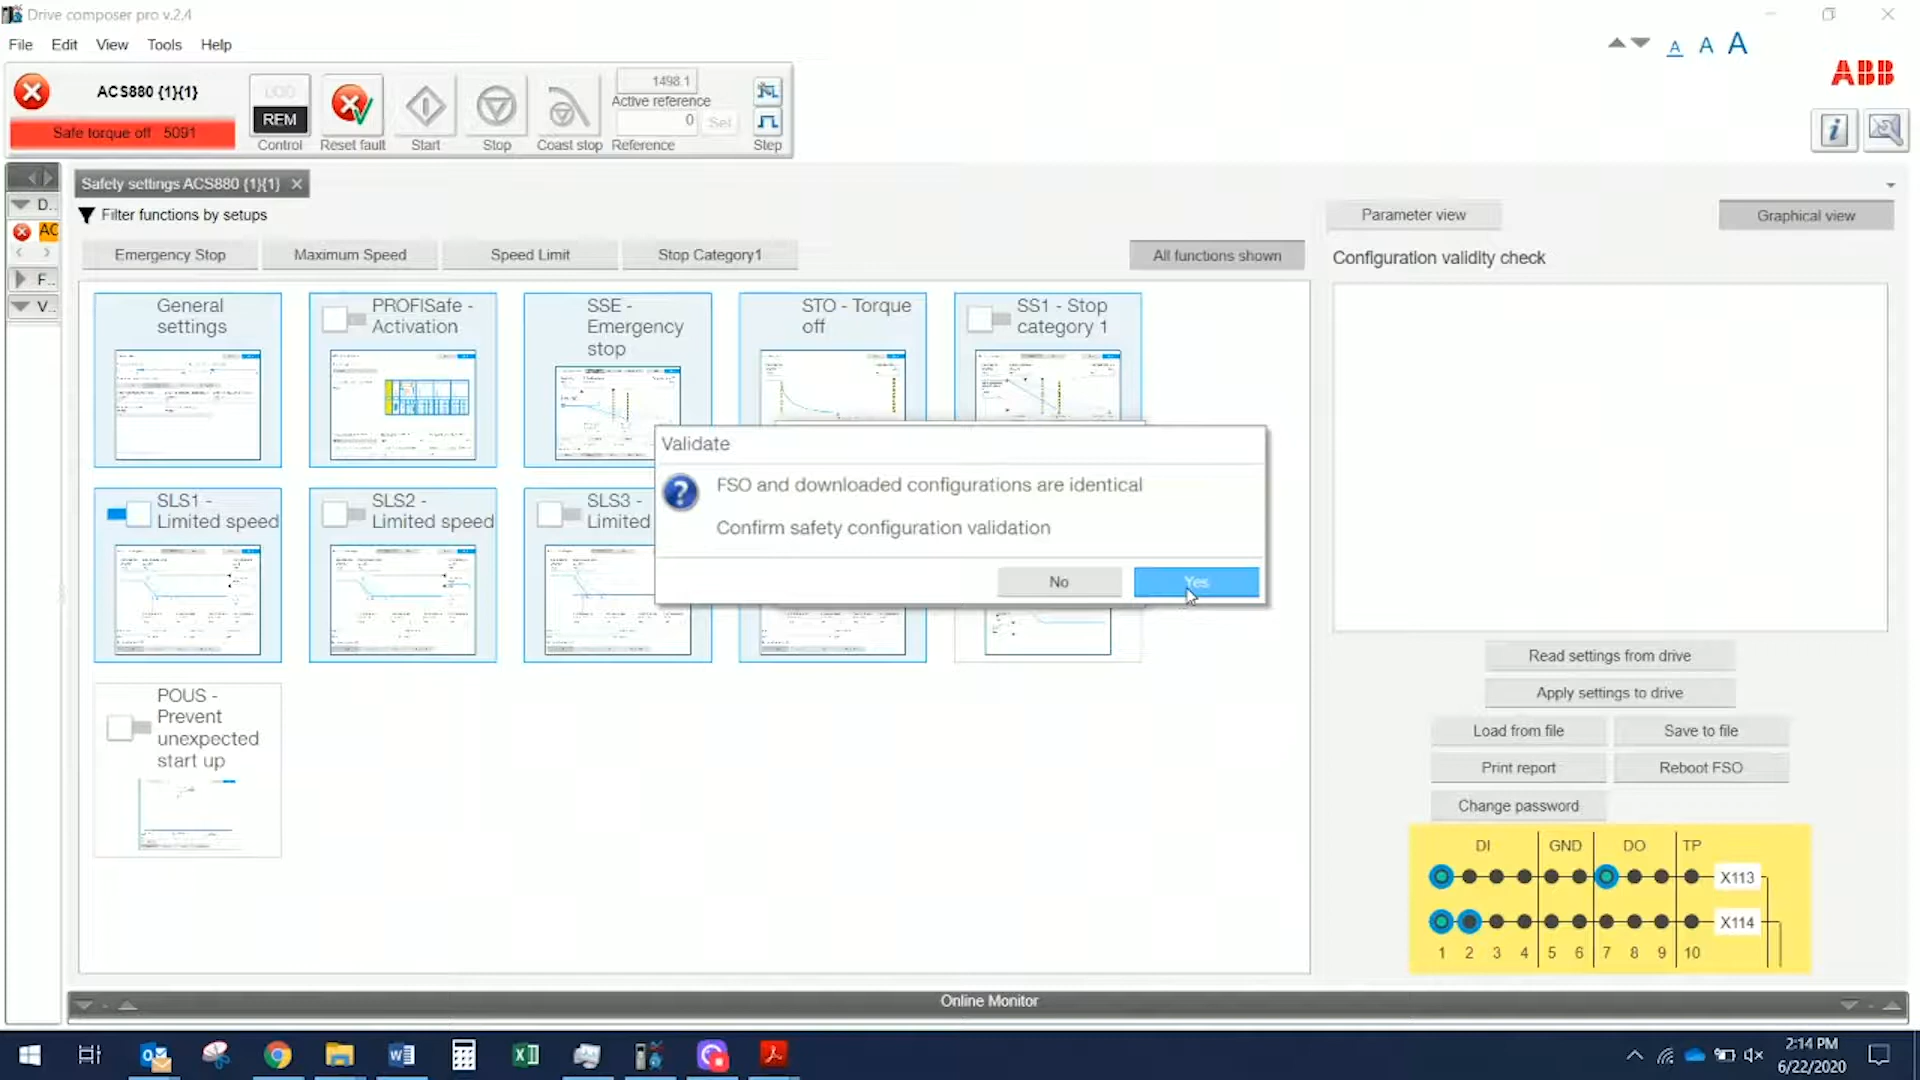 Drive composer pro v.2.4
File Edit View Tools Help
A A A
ABB
ACS880 {1}{1}
Safe torque off 5091
LOC
REM
Control
Reset fault
Start
Stop
Coast stop
1498.1
Active reference
0 Set
Reference
Step
D..
AC
F...
V...
Safety settings ACS880 {1}{1}
Filter functions by setups
Emergency Stop
Maximum Speed
Speed Limit
Stop Category1
All functions shown
Parameter view
Graphical view
Configuration validity check
General
settings
PROFISafe -
Activation
SSE -
Emergency
stop
STO - Torque
off
SS1 - Stop
category 1
SLS1 -
Limited speed
SLS2 -
Limited speed
SLS3 -
Limited
POUS -
Prevent
unexpected
start up
Validate
FSO and downloaded configurations are identical
Confirm safety configuration validation
No
Yes
Read settings from drive
Apply settings to drive
Load from file
Save to file
Print report
Reboot FSO
Change password
DI GND DO TP
X113
X114
1 2 3 4 5 6 7 8 9 10
Online Monitor
2:14 PM
6/22/2020